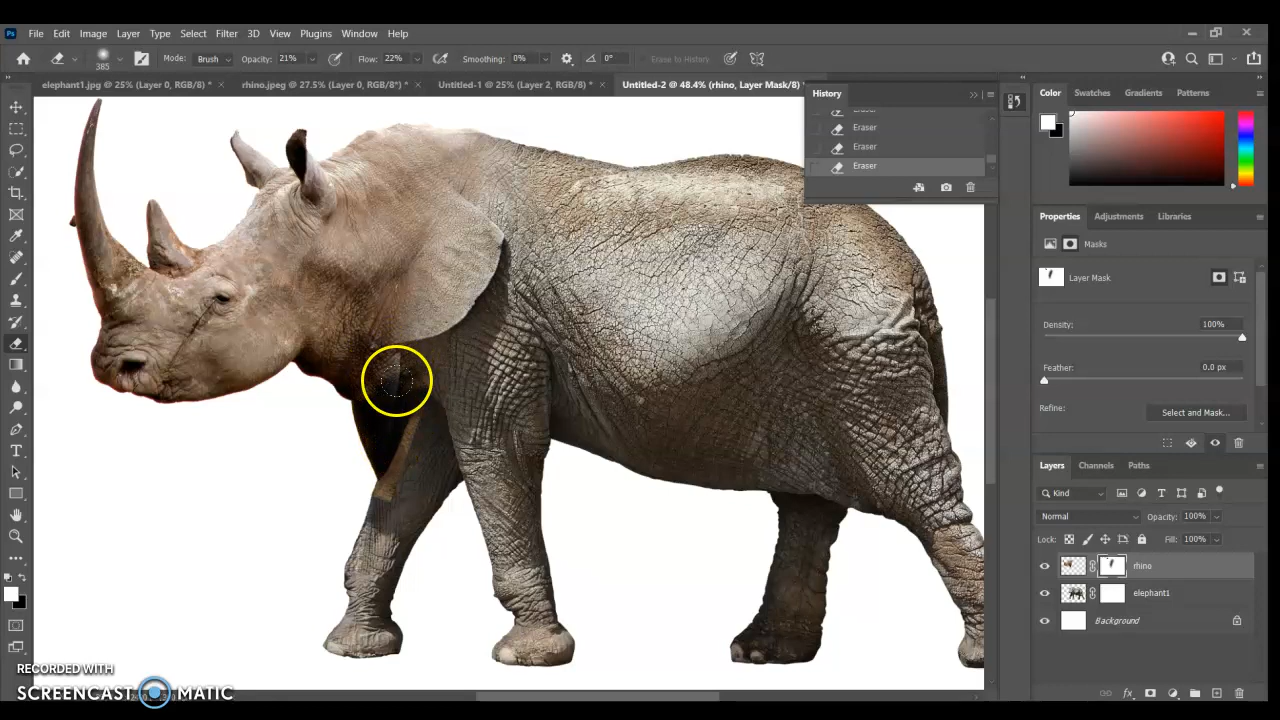 Ps File Edit Image Layer Type Select Filter 3D View Plugins Window Help
385 Mode: Brush Opacity: 21% Flow: 22% Smoothing: 0% 0° Erase to History
elephant1.jpg @ 25% (Layer 0, RGB/8) * × rhino.jpeg @ 27.5% (Layer 0, RGB/8*) * × Untitled-1 @ 25% (Layer 2, RGB/8) * × Untitled-2 @ 48.4% (rhino, Layer Mask/8)
History
Eraser
Eraser
Eraser
Color Swatches Gradients Patterns
Properties Adjustments Libraries
Masks
Layer Mask
Density: 100%
Feather: 0.0 px
Refine: Select and Mask...
Layers Channels Paths
Kind
Normal Opacity: 100%
Lock: Fill: 100%
rhino
elephant1
Background
RECORDED WITH
SCREENCAST MATIC